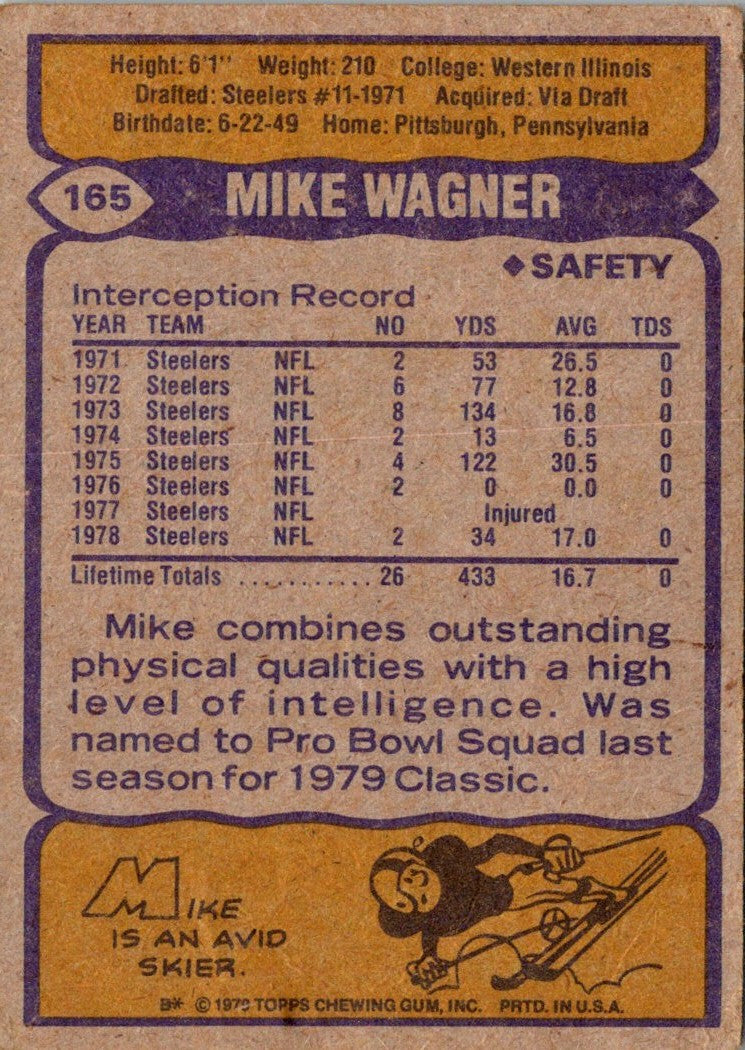 Height: 6'1" Weight: 210 College: Western Illinois
Drafted: Steelers #11-1971 Acquired: Via Draft
Birthdate: 6-22-49 Home: Pittsburgh, Pennsylvania
165 MIKE WAGNER
◆SAFETY
Interception Record
YEAR TEAM NO YDS AVG TDS
1971 Steelers NFL 2 53 26.5 0
1972 Steelers NFL 6 77 12.8 0
1973 Steelers NFL 8 134 16.8 0
1974 Steelers NFL 2 13 6.5 0
1975 Steelers NFL 4 122 30.5 0
1976 Steelers NFL 2 0 0.0 0
1977 Steelers NFL Injured
1978 Steelers NFL 2 34 17.0 0
Lifetime Totals ............ 26 433 16.7 0
Mike combines outstanding
physical qualities with a high
level of intelligence. Was
named to Pro Bowl Squad last
season for 1979 Classic.
MIKE
IS AN AVID
SKIER.
B* © 1979 TOPPS CHEWING GUM, INC. PRTD. IN U.S.A.